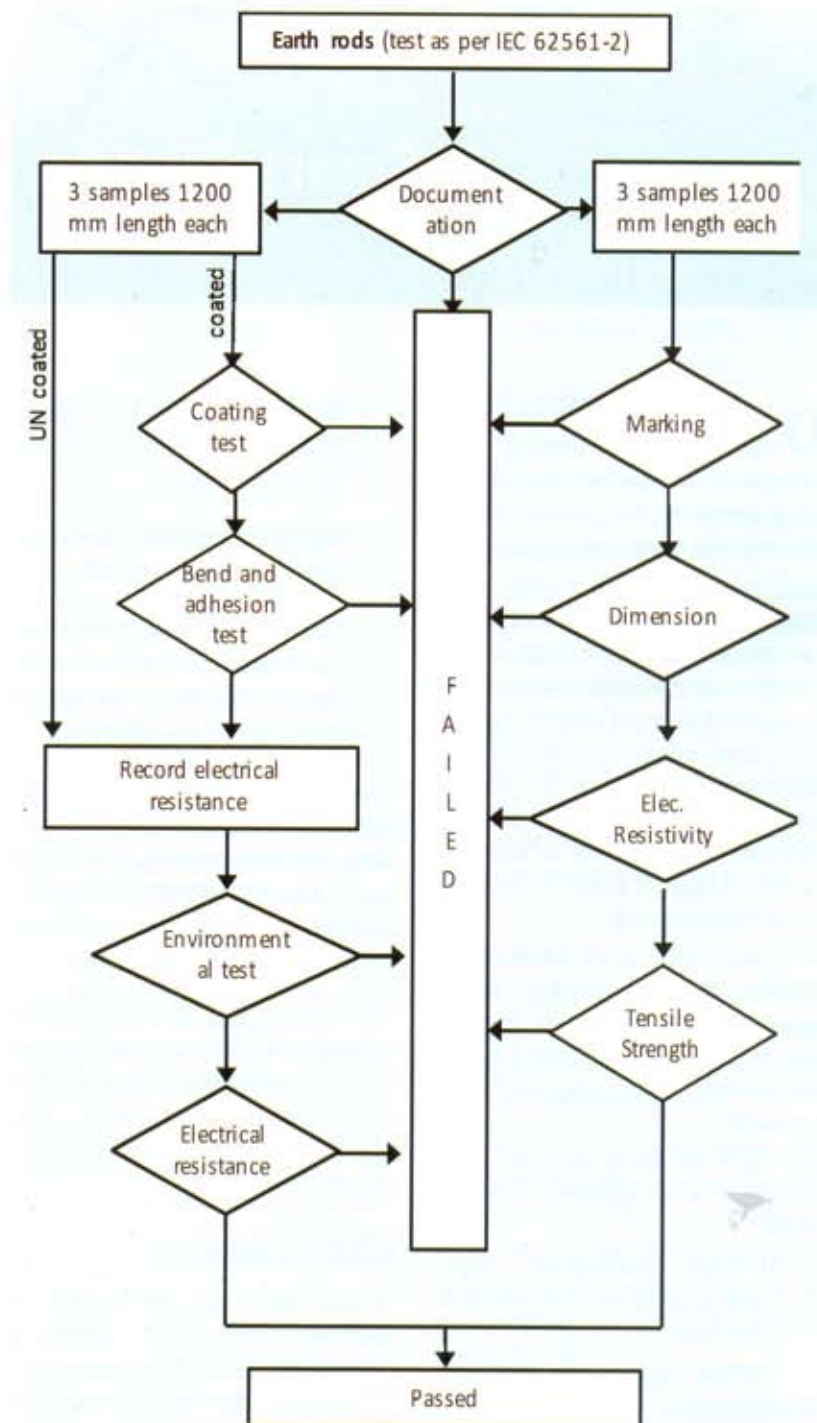 Earth rods (test as per IEC 62561-2)
3 samples 1200
mm length each
Document
ation
3 samples 1200
mm length each
UN coated
coated
Coating
test
Marking
Bend and
adhesion
test
Dimension
F
A
I
L
E
D
Record electrical
resistance
Elec.
Resistivity
Environment
al test
Tensile
Strength
Electrical
resistance
Passed